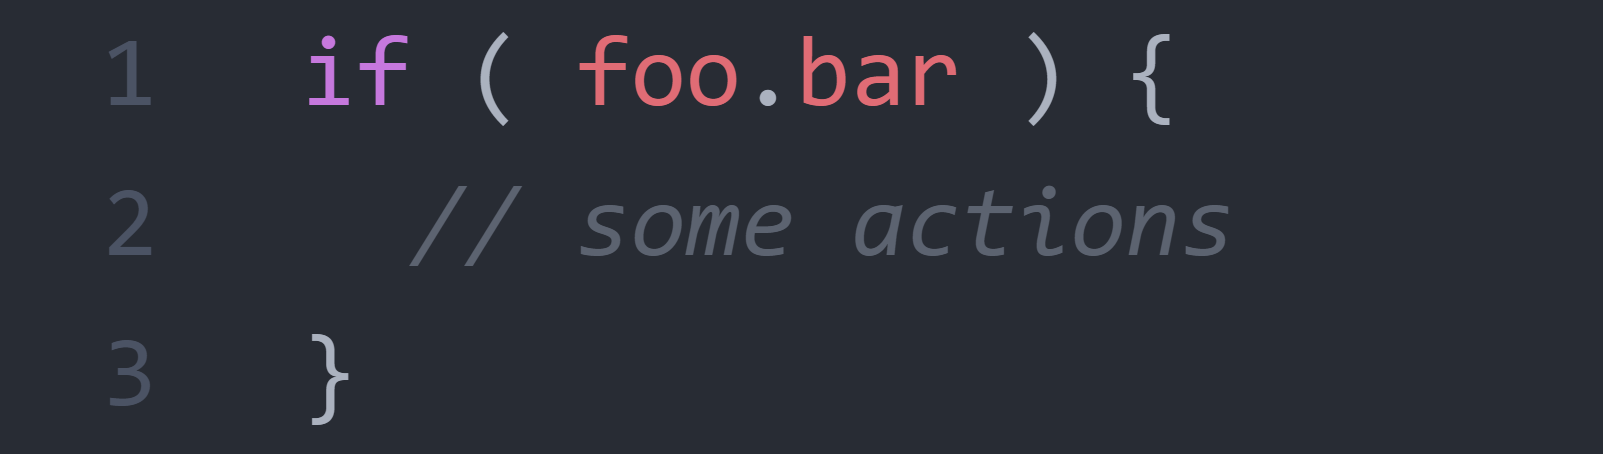 1 if ( foo.bar ) {
2   // some actions
3 }